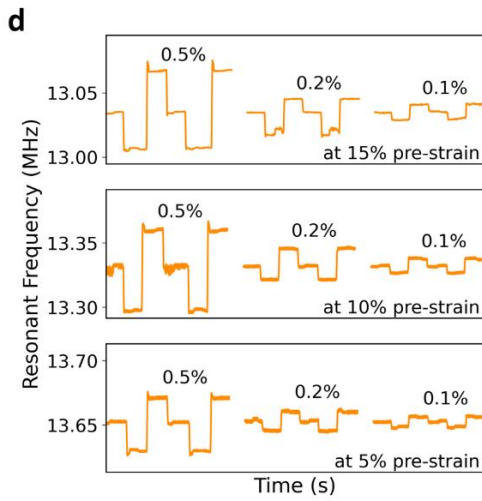 d
Resonant Frequency (MHz)
13.05
13.00
0.5%
0.2%
0.1%
at 15% pre-strain
13.35
13.30
0.5%
0.2%
0.1%
at 10% pre-strain
13.70
13.65
0.5%
0.2%
0.1%
at 5% pre-strain
Time (s)